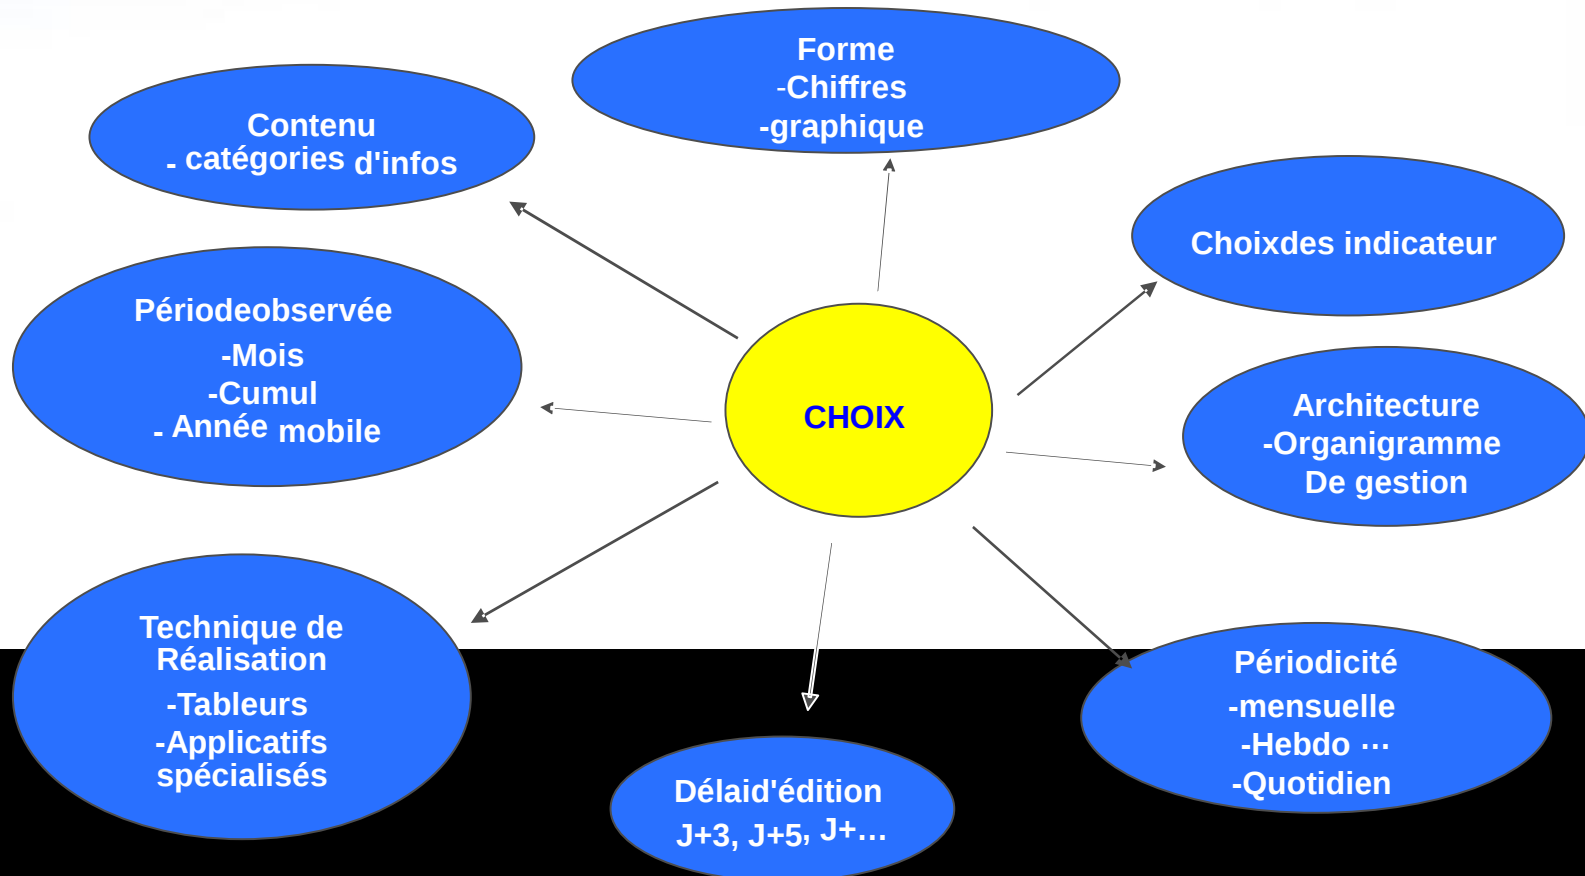 Forme
-Chiffres
-graphique
Contenu
- catégories d'infos
Choixdes indicateur
Périodeobservée
-Mois
-Cumul
- Année mobile
CHOIX
Architecture
-Organigramme
De gestion
Technique de
Réalisation
-Tableurs
-Applicatifs
spécialisés
Périodicité
-mensuelle
-Hebdo ...
-Quotidien
Délaid'édition
J+3, J+5, J+...